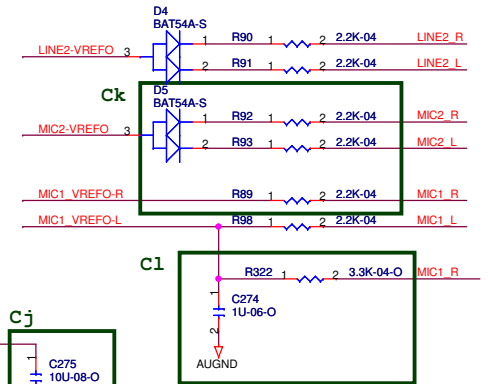 D4
BAT54A-S
LINE2-VREFO 3 1 R90 1 2 2.2K-04 LINE2_R
2 R91 1 2 2.2K-04 LINE2_L
Ck
D5
BAT54A-S
MIC2-VREFO 3 1 R92 1 2 2.2K-04 MIC2_R
2 R93 1 2 2.2K-04 MIC2_L
MIC1_VREFO-R R89 1 2 2.2K-04 MIC1_R
MIC1_VREFO-L R98 1 2 2.2K-04 MIC1_L
Cl
R322 1 2 3.3K-04-O MIC1_R
1
C274
1U-06-O
2
AUGND
Cj
1
C275
10U-08-O